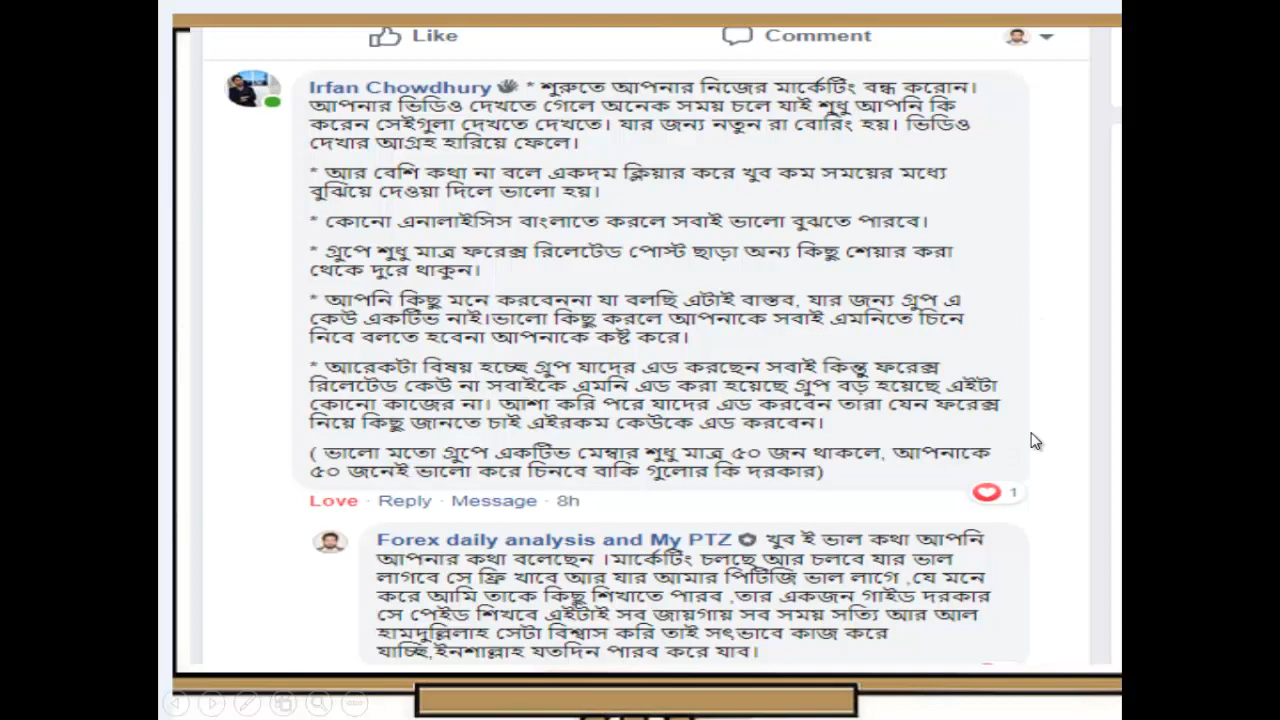 Like Comment
Irfan Chowdhury * শুরুতে আপনার নিজের মার্কেটিং বন্ধ করোন।
আপনার ভিডিও দেখতে গেলে অনেক সময় চলে যাই শুধু আপনি কি
করেন সেইগুলা দেখতে দেখতে। যার জন্য নতুন রা বোরিং হয়। ভিডিও
দেখার আগ্রহ হারিয়ে ফেলে।
* আর বেশি কথা না বলে একদম ক্লিয়ার করে খুব কম সময়ের মধ্যে
বুঝিয়ে দেওয়া দিলে ভালো হয়।
* কোনো এনালাইসিস বাংলাতে করলে সবাই ভালো বুঝতে পারবে।
* গ্রুপে শুধু মাত্র ফরেক্স রিলেটেড পোস্ট ছাড়া অন্য কিছু শেয়ার করা
থেকে দুরে থাকুন।
* আপনি কিছু মনে করবেননা যা বলছি এটাই বাস্তব, যার জন্য গ্রুপ এ
কেউ একটিভ নাই।ভালো কিছু করলে আপনাকে সবাই এমনিতে চিনে
নিবে বলতে হবেনা আপনাকে কষ্ট করে।
* আরেকটা বিষয় হচ্ছে গ্রুপ যাদের এড করছেন সবাই কিন্তু ফরেক্স
রিলেটেড কেউ না সবাইকে এমনি এড করা হয়েছে গ্রুপ বড় হয়েছে এইটা
কোনো কাজের না। আশা করি পরে যাদের এড করবেন তারা যেন ফরেক্স
নিয়ে কিছু জানতে চাই এইরকম কেউকে এড করবেন।
( ভালো মতো গ্রুপে একটিভ মেম্বার শুধু মাত্র ৫০ জন থাকলে, আপনাকে
৫০ জনেই ভালো করে চিনবে বাকি গুলোর কি দরকার)
Love · Reply · Message · 8h 1
Forex daily analysis and My PTZ খুব ই ভাল কথা আপনি
আপনার কথা বলেছেন ।মার্কেটিং চলছে আর চলবে যার ভাল
লাগবে সে ফ্রি খাবে আর যার আমার পিটিজি ভাল লাগে ,যে মনে
করে আমি তাকে কিছু শিখাতে পারব ,তার একজন গাইড দরকার
সে পেইড শিখবে এইটাই সব জায়গায় সব সময় সত্যি আর আল
হামদুল্লিলাহ সেটা বিশ্বাস করি তাই সৎভাবে কাজ করে
যাচ্ছি,ইনশাল্লাহ যতদিন পারব করে যাব।